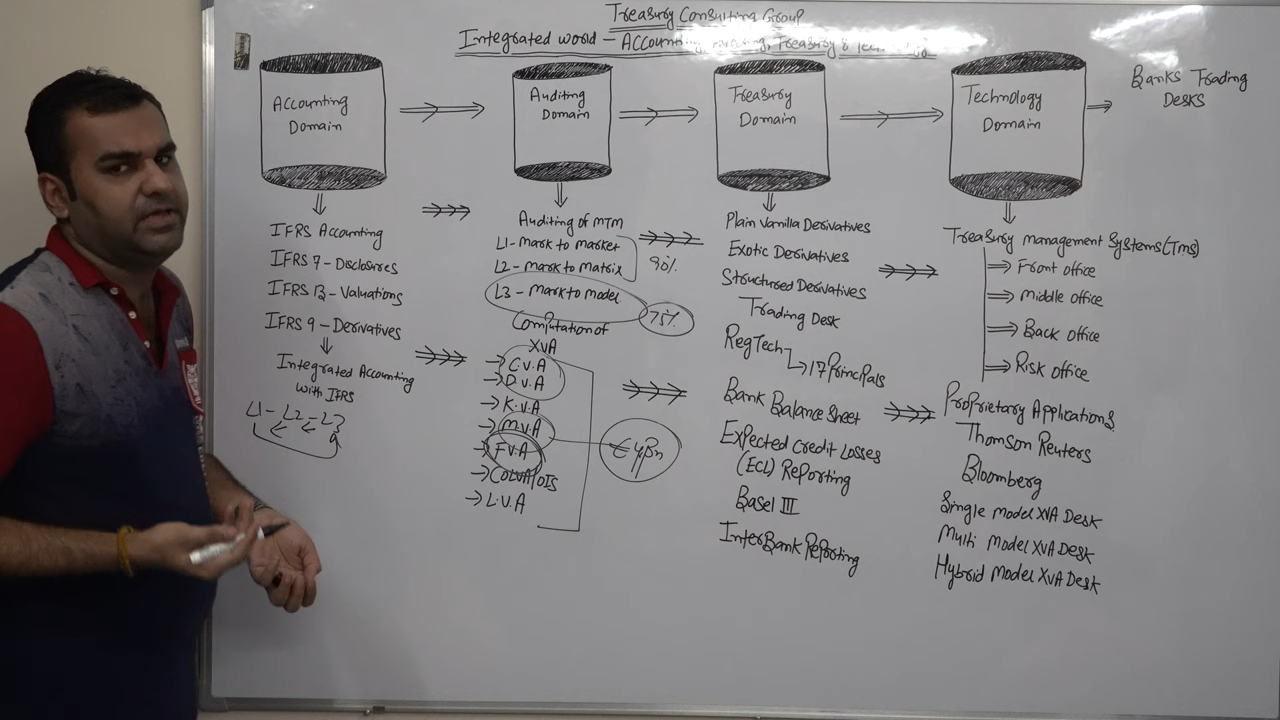 Treasury Consulting Group
Integrated World - Accounting, Auditing, Treasury &
Accounting
Domain
IFRS Accounting
IFRS 7 - Disclosures
IFRS 13 - Valuations
IFRS 9 - Derivatives
Integrated Accounting
with IFRS
L1 - L2 - L3
Auditing
Domain
Auditing of MTM
L1 - mark to market
L2 - mark to matrix
90%
L3 - mark to model
75%
Computation of
XVA
C.V.A
D.V.A
K.V.A
M.V.A
F.V.A
COLVA/OIS
L.V.A
€4Bn
Treasury
Domain
Plain Vanilla Derivatives
Exotic Derivatives
Structured Derivatives
Trading Desk
RegTech
17 Principals
Bank Balance Sheet
Expected Credit Losses
(ECL) Reporting
Basel III
InterBank Reporting
Technology
Domain
Treasury management Systems (Tms)
Front office
Middle office
Back office
Risk office
Proprietary Applications
Thomson Reuters
Bloomberg
Single Model XVA Desk
Multi Model XVA Desk
Hybrid Model XVA Desk
Banks Trading
Desks